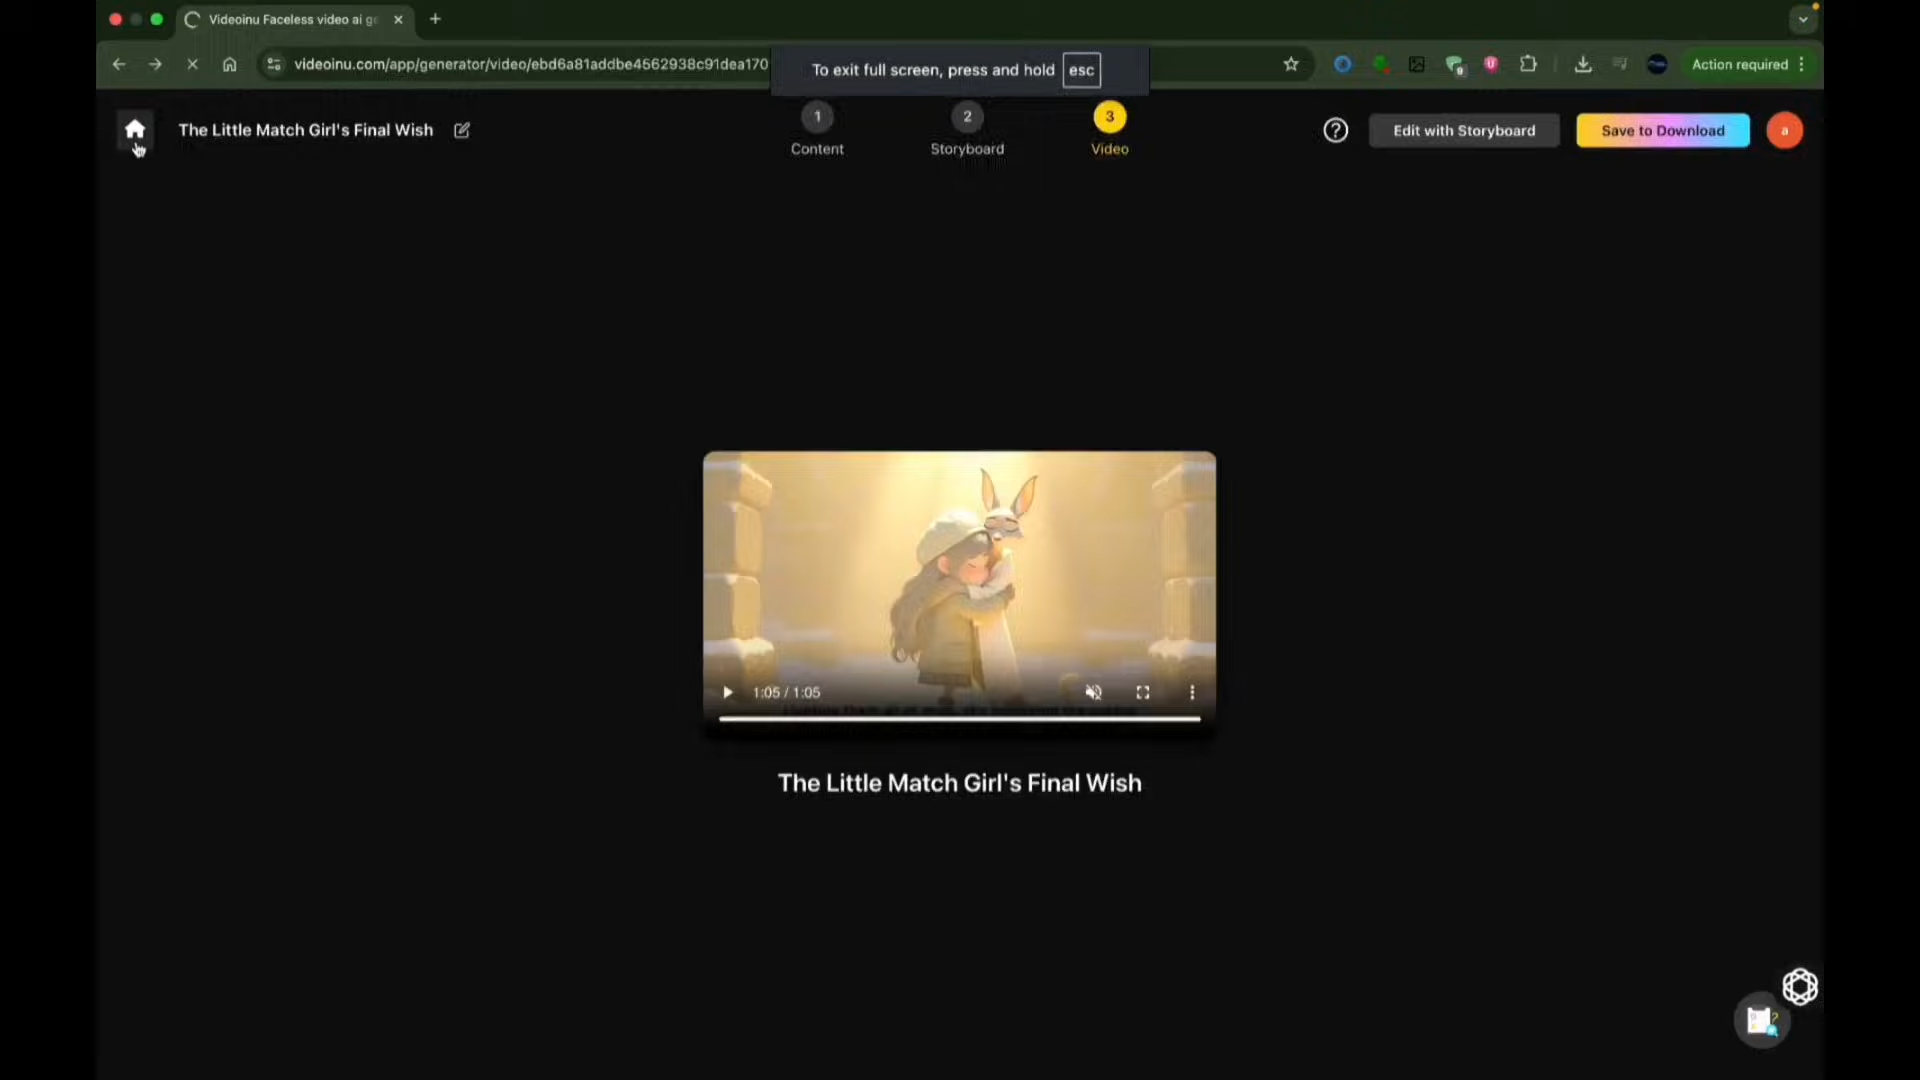 Videoinu Faceless video ai ge
videoinu.com/app/generator/video/ebd6a81addbe4562938c91dea170
To exit full screen, press and hold esc
9
Action required
The Little Match Girl's Final Wish
1
Content
2
Storyboard
3
Video
?
Edit with Storyboard
Save to Download
a
1:05 / 1:05
The Little Match Girl's Final Wish